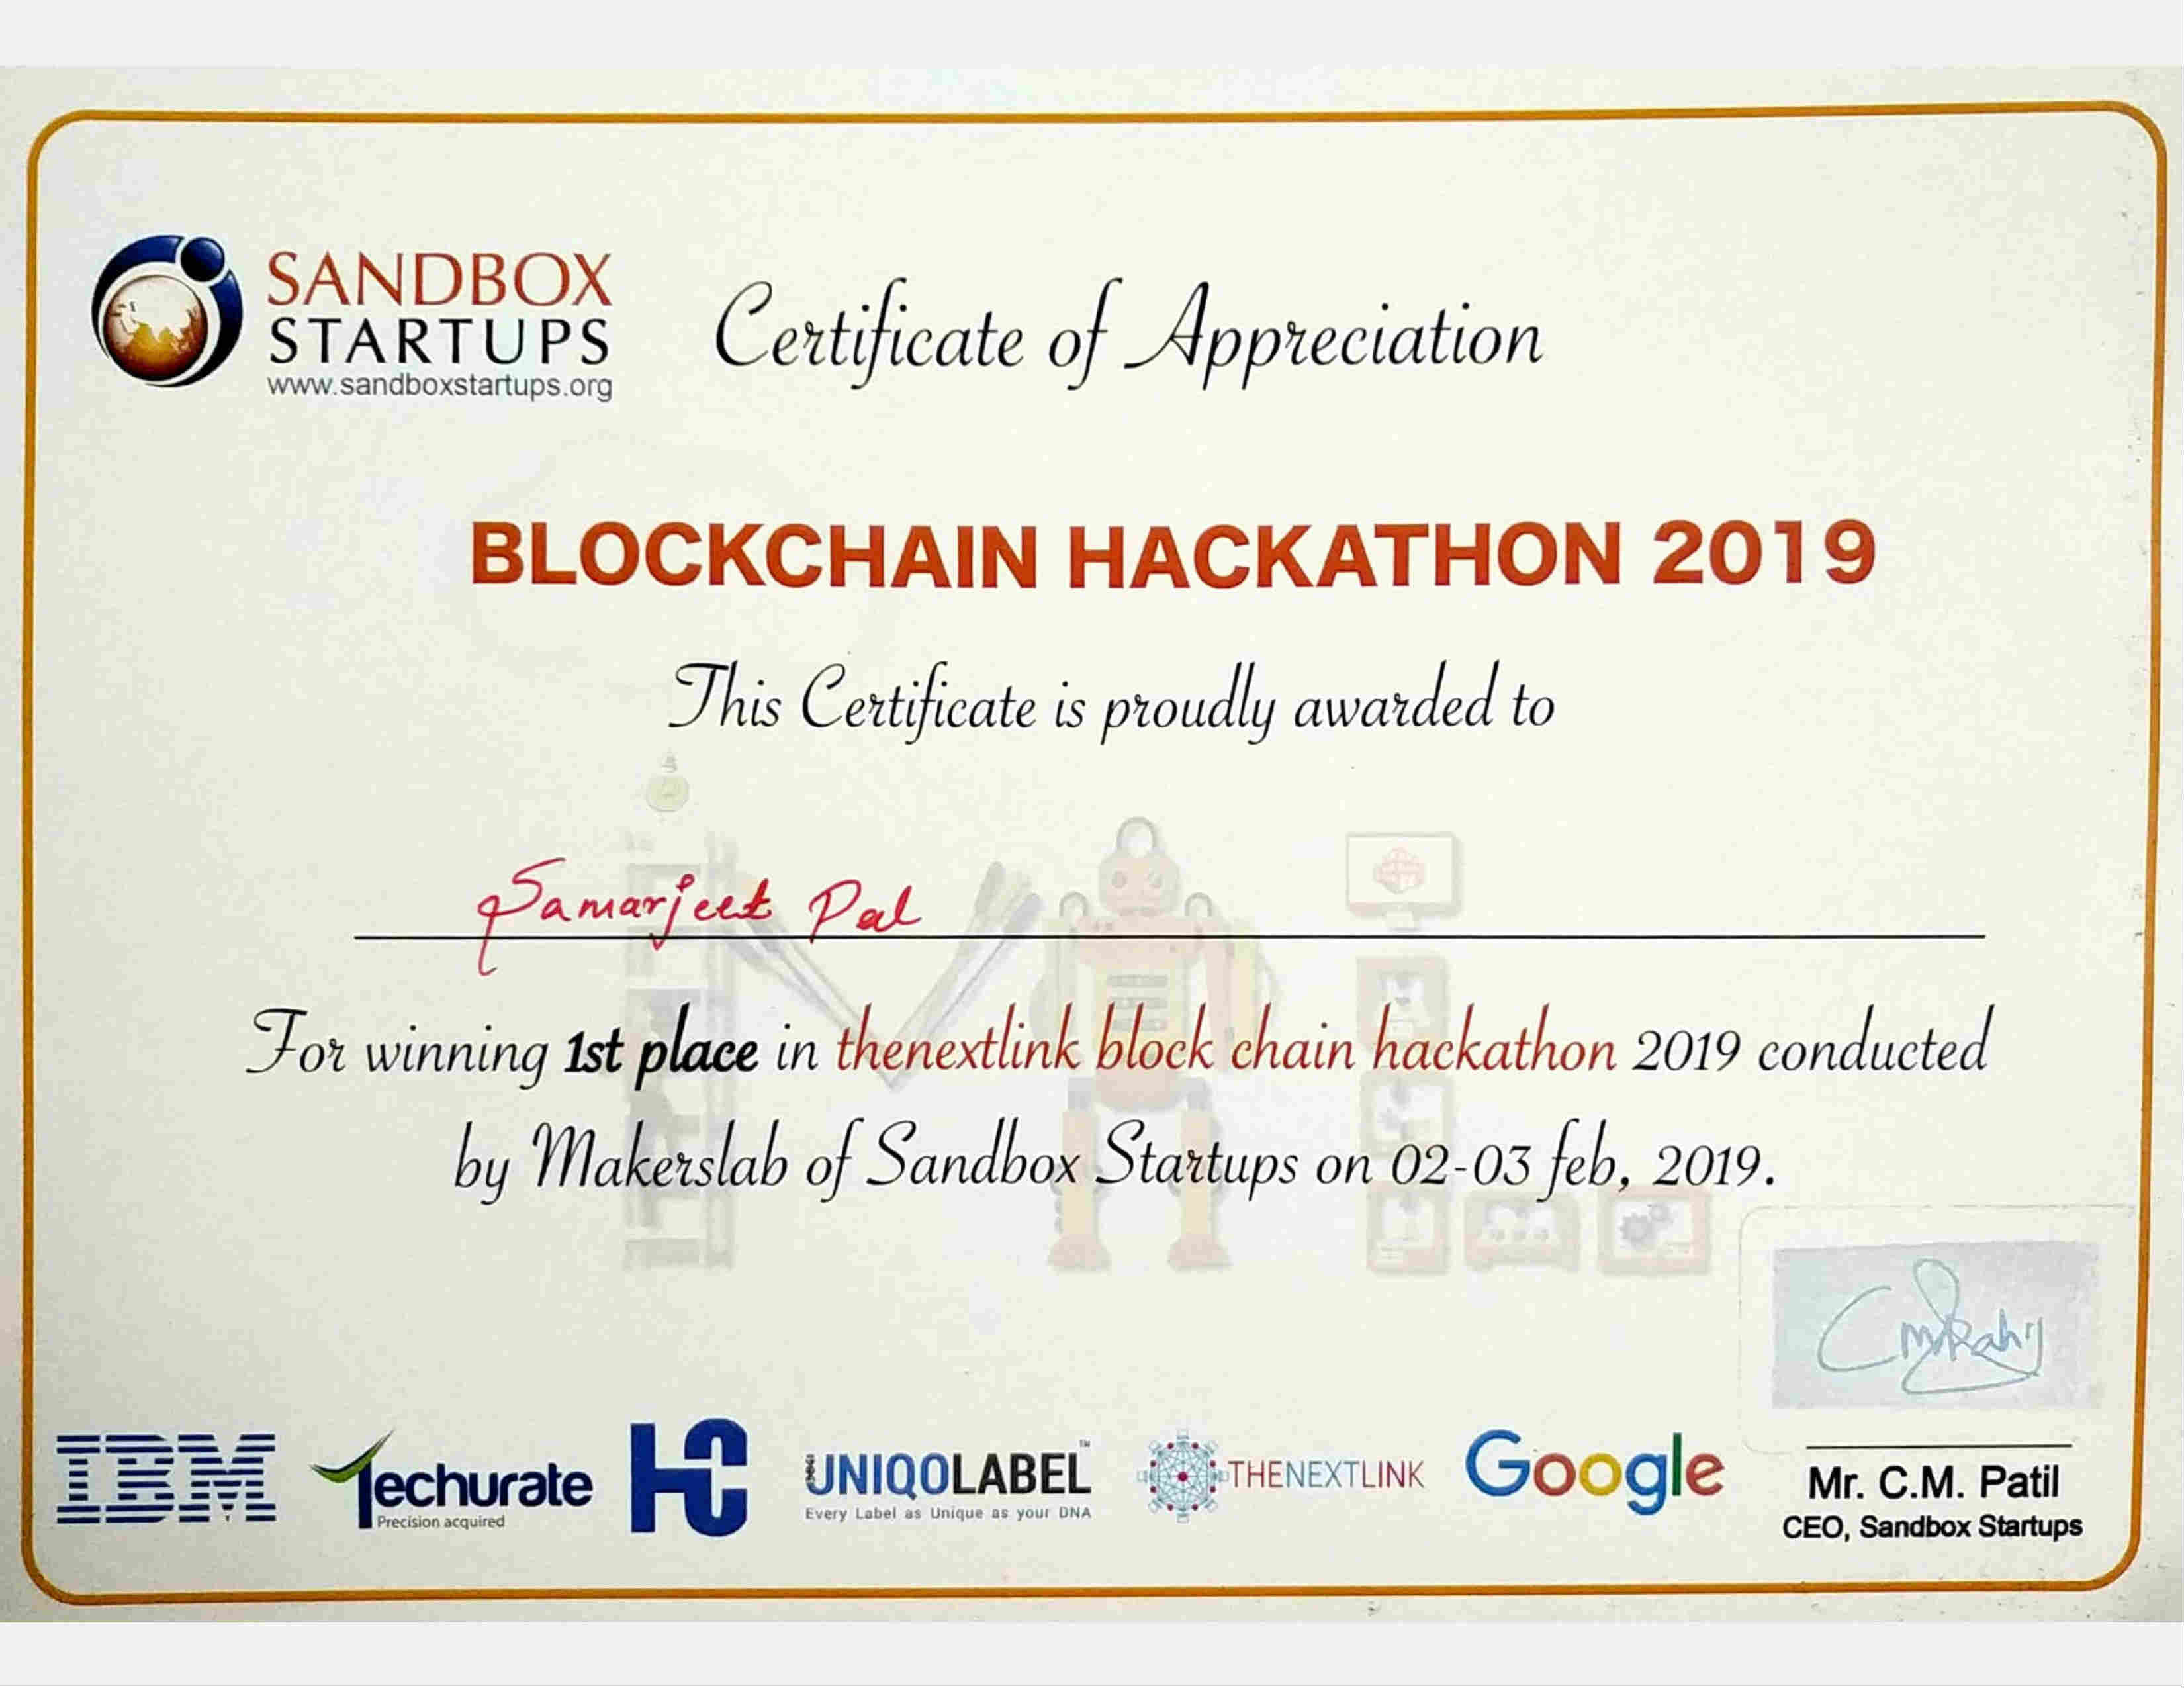 SANDBOX
STARTUPS
www.sandboxstartups.org
Certificate of Appreciation
BLOCKCHAIN HACKATHON 2019
This Certificate is proudly awarded to
Samarjeet Pal
For winning 1st place in thenextlink block chain hackathon 2019 conducted
by Makerslab of Sandbox Startups on 02-03 feb, 2019.
IBM
Techurate
Precision acquired
HC
UNIQOLABEL™
Every Label as Unique as your DNA
THENEXTLINK
Google
Mr. C.M. Patil
CEO, Sandbox Startups